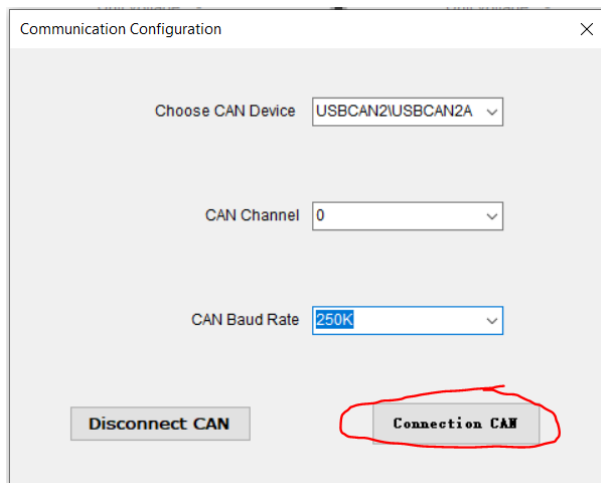 Communication Configuration
Choose CAN Device USBCAN2\USBCAN2A
CAN Channel 0
CAN Baud Rate 250K
Disconnect CAN Connection CAN